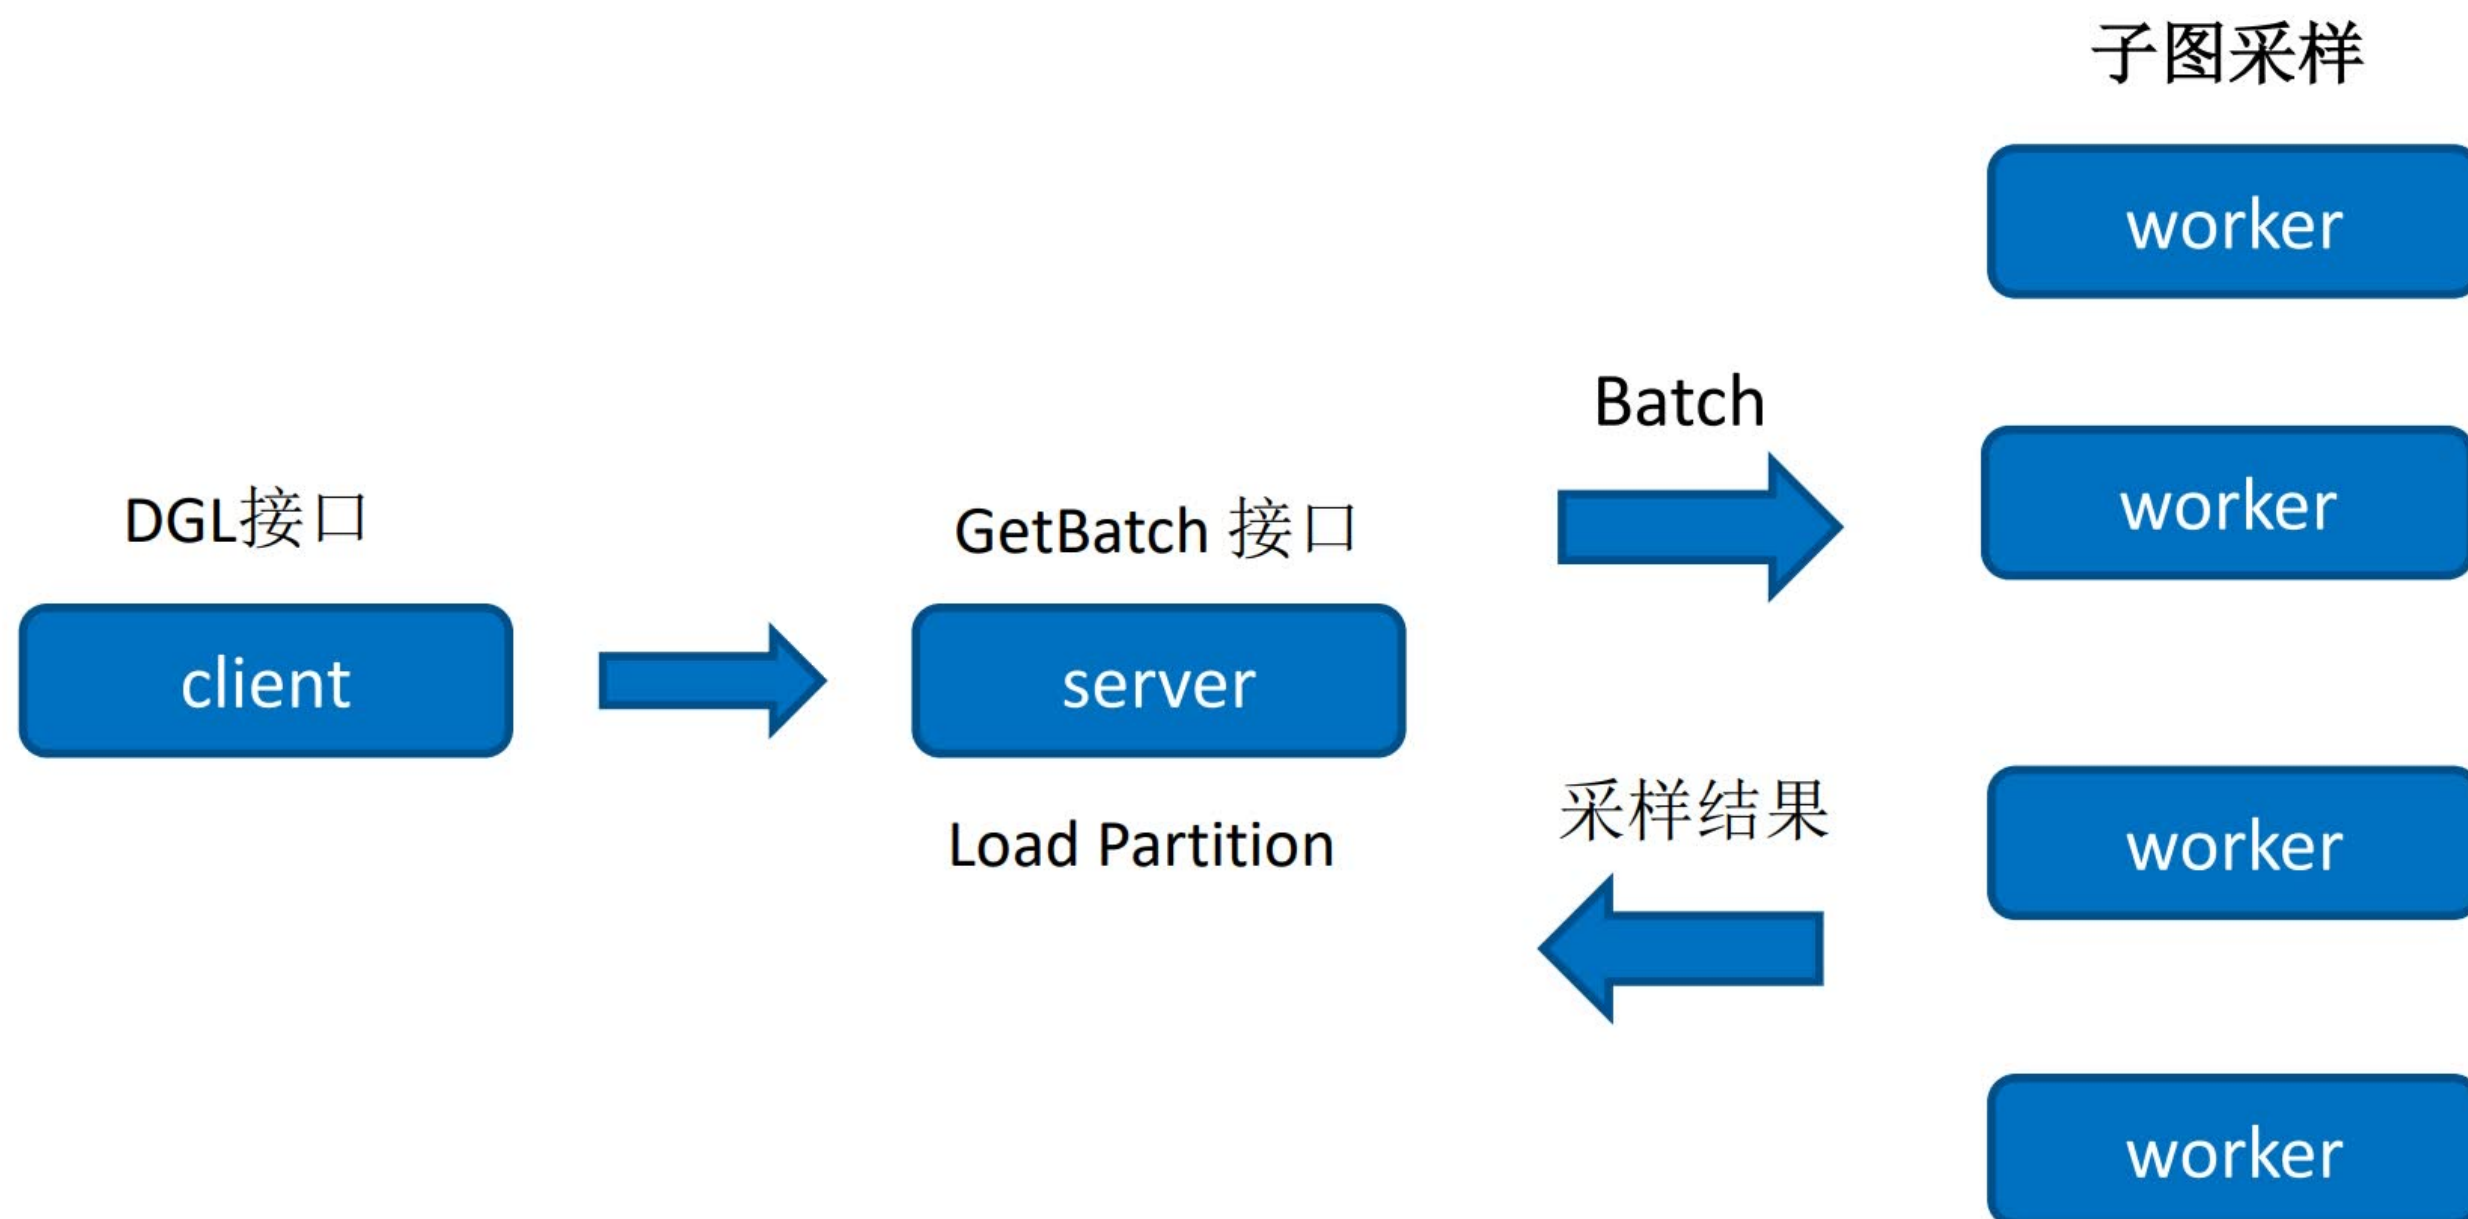 子图采样
worker
Batch
worker
DGL接口
GetBatch 接口
client
server
采样结果
Load Partition
worker
worker